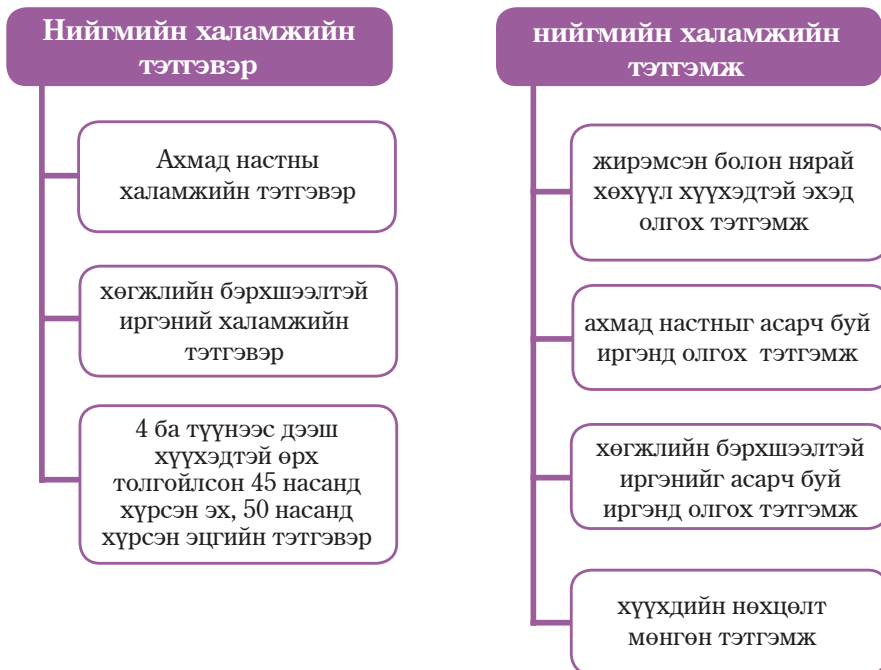 Нийгмийн халамжийн
тэтгэвэр
Ахмад настны
халамжийн тэтгэвэр
хөгжлийн бэрхшээлтэй
иргэний халамжийн
тэтгэвэр
4 ба түүнээс дээш
хүүхэдтэй өрх
толгойлсон 45 насанд
хүрсэн эх, 50 насанд
хүрсэн эцгийн тэтгэвэр
нийгмийн халамжийн
тэтгэмж
жирэмсэн болон нярай
хөхүүл хүүхэдтэй эхэд
олгох тэтгэмж
ахмад настныг асарч буй
иргэнд олгох тэтгэмж
хөгжлийн бэрхшээлтэй
иргэнийг асарч буй
иргэнд олгох тэтгэмж
хүүхдийн нөхцөлт
мөнгөн тэтгэмж